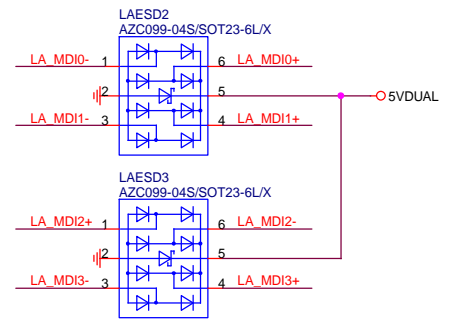 LAESD2
AZC099-04S/SOT23-6L/X
LA_MDI0- 1 6 LA_MDI0+
2 5 5VDUAL
LA_MDI1- 3 4 LA_MDI1+
LAESD3
AZC099-04S/SOT23-6L/X
LA_MDI2+ 1 6 LA_MDI2-
2 5
LA_MDI3- 3 4 LA_MDI3+